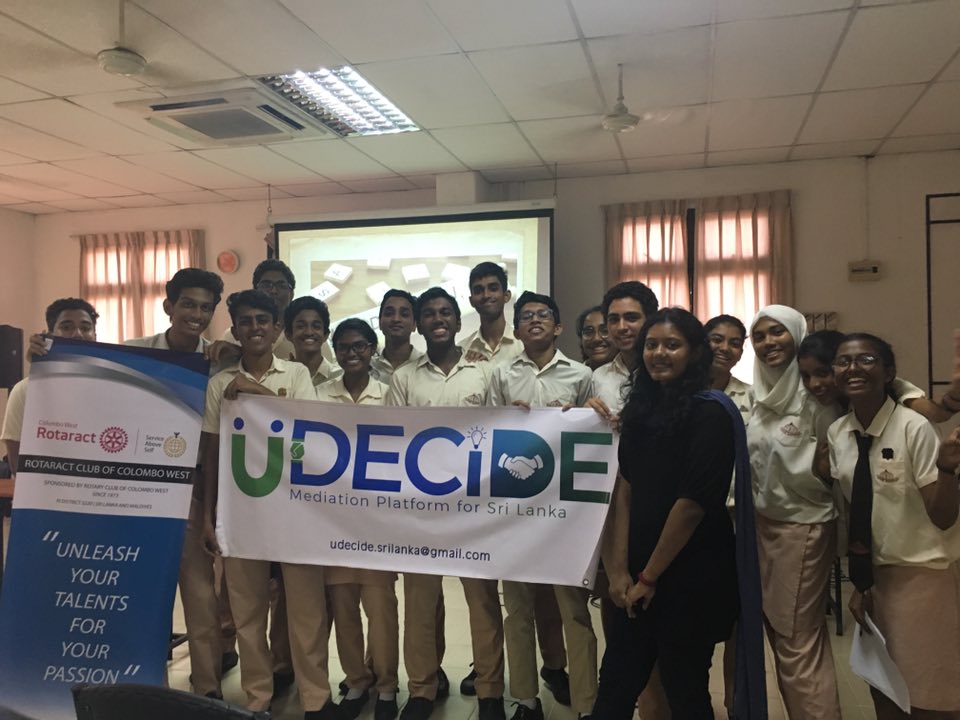 Colombo West
Rotaract
Service
Above
Self
ROTARACT CLUB OF COLOMBO WEST
SPONSORED BY ROTARY CLUB OF COLOMBO WEST
SINCE 1973
"UNLEASH
YOUR
TALENTS
FOR
YOUR
PASSION"
UDECiDE
Mediation Platform for Sri Lanka
udecide.srilanka@gmail.com